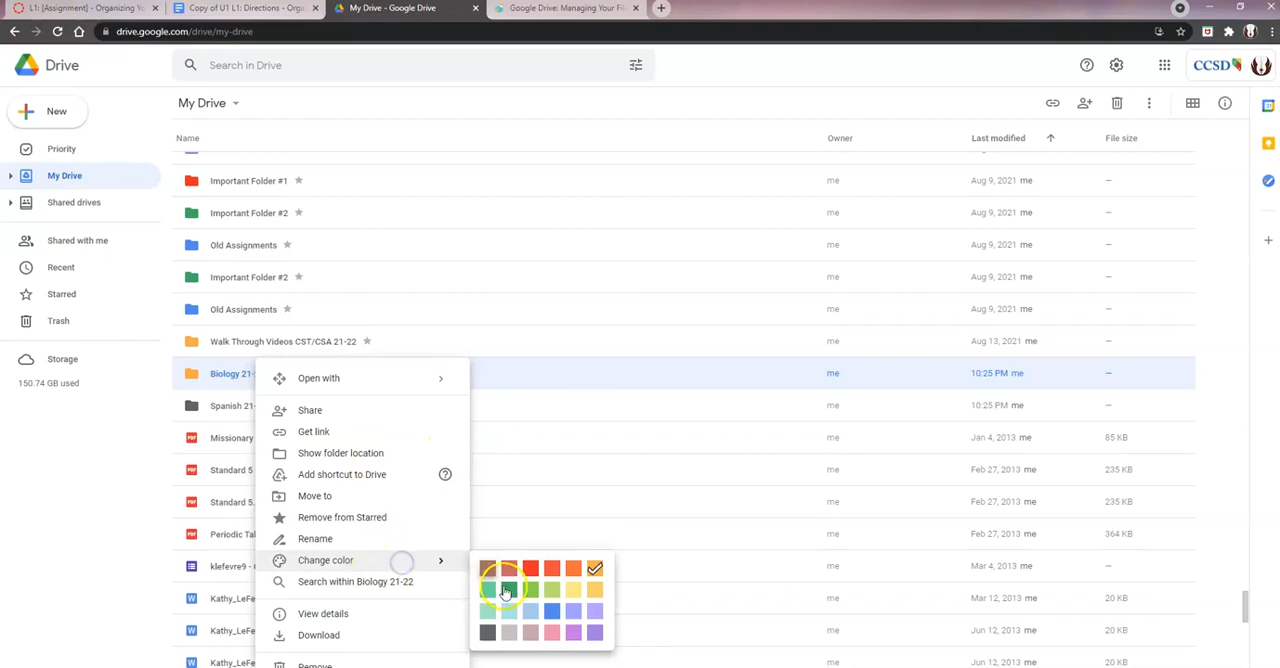 L1: [Assignment] - Organizing Yo
Copy of U1 L1: Directions - Orga
My Drive - Google Drive
Google Drive: Managing Your File
drive.google.com/drive/my-drive
Drive
Search in Drive
CCSD
New
My Drive
Name
Owner
Last modified
File size
Priority
My Drive
Shared drives
Shared with me
Recent
Starred
Trash
Storage
150.74 GB used
Important Folder #1
me
Aug 9, 2021 me
–
Important Folder #2
me
Aug 9, 2021 me
–
Old Assignments
me
Aug 9, 2021 me
–
Important Folder #2
me
Aug 9, 2021 me
–
Old Assignments
me
Aug 9, 2021 me
–
Walk Through Videos CST/CSA 21-22
me
Aug 13, 2021 me
–
Biology 21-
me
10:25 PM me
–
Spanish 21-
me
10:25 PM me
–
Missionary
me
Jan 4, 2013 me
85 KB
Standard 5
me
Feb 27, 2013 me
235 KB
Standard 5.
me
Feb 27, 2013 me
235 KB
Periodic Tal
me
Feb 27, 2013 me
364 KB
klefevre9 -
me
Mar 4, 2013 me
–
Kathy_LeFe
me
Mar 12, 2013 me
20 KB
Kathy_LeFe
me
Jun 12, 2013 me
20 KB
Kathy_LeFe
me
Jun 12, 2013 me
20 KB
Open with
Share
Get link
Show folder location
Add shortcut to Drive
Move to
Remove from Starred
Rename
Change color
Search within Biology 21-22
View details
Download
Remove